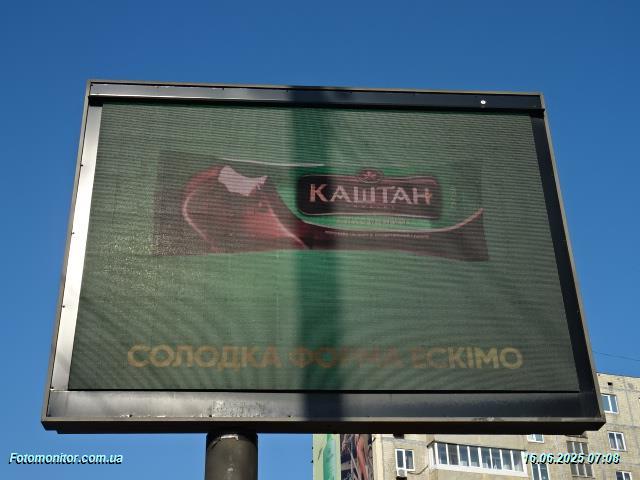 КАШТАН
СОЛОДКА ФОРМА ЕСКІМО
Fotomonitor.com.ua
16.06.2025 07:08